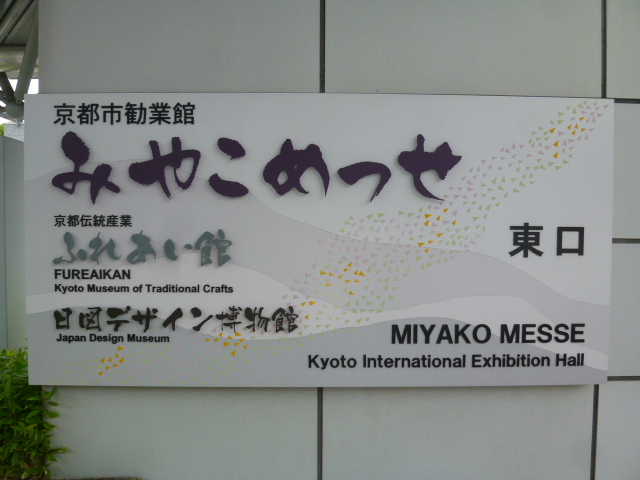 京都市勧業館
みやこめっせ
京都伝統産業
ふれあい館
FUREAIKAN
Kyoto Museum of Traditional Crafts
日図デザイン博物館
Japan Design Museum
東口
MIYAKO MESSE
Kyoto International Exhibition Hall